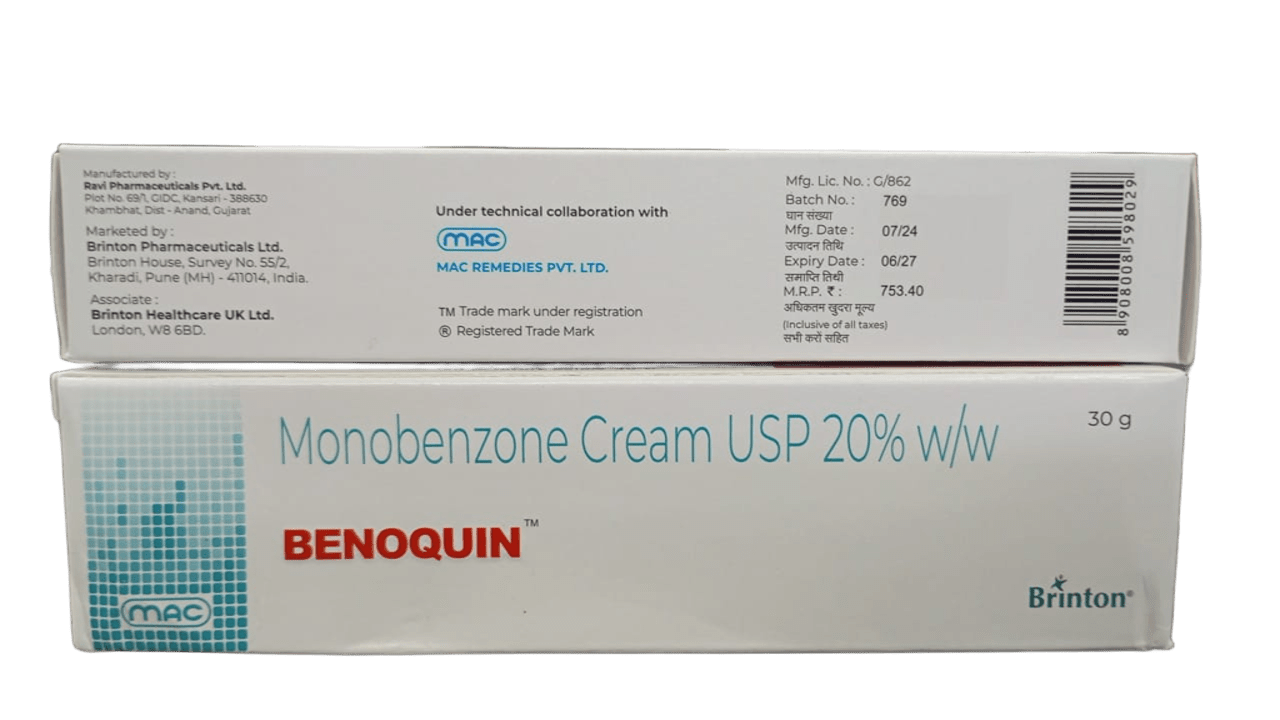 Manufactured by :
Ravi Pharmaceuticals Pvt. Ltd.
Plot No. 69/1, GIDC, Kansari - 388630
Khambhat, Dist - Anand, Gujarat
Marketed by :
Brinton Pharmaceuticals Ltd.
Brinton House, Survey No. 55/2,
Kharadi, Pune (MH) - 411014, India.
Associate :
Brinton Healthcare UK Ltd.
London, W8 6BD.
Under technical collaboration with
MAC
MAC REMEDIES PVT. LTD.
TM Trade mark under registration
® Registered Trade Mark
Mfg. Lic. No. : G/862
Batch No. : 769
घान संख्या
Mfg. Date : 07/24
उत्पादन तिथि
Expiry Date : 06/27
समाप्ति तिथी
M.R.P. ₹ : 753.40
अधिकतम खुदरा मूल्य
(Inclusive of all taxes)
सभी करों सहित
8908008598029
Monobenzone Cream USP 20% w/w
30 g
BENOQUIN™
MAC
Brinton®